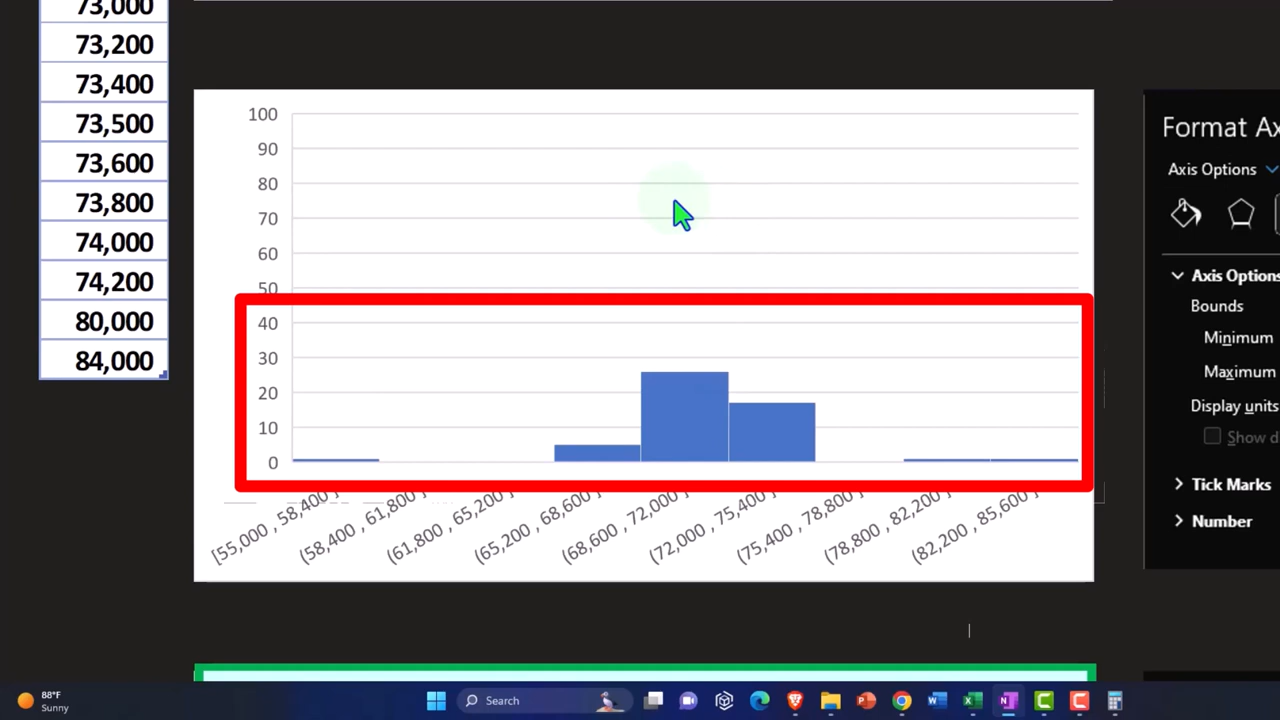 73,000
73,200
73,400
73,500
73,600
73,800
74,000
74,200
80,000
84,000
100
90
80
70
60
50
40
30
20
10
0
[55,000 , 58,400 ]
(58,400 , 61,800 ]
(61,800 , 65,200 ]
(65,200 , 68,600 ]
(68,600 , 72,000 ]
(72,000 , 75,400 ]
(75,400 , 78,800 ]
(78,800 , 82,200 ]
(82,200 , 85,600 ]
Format Ax
Axis Options
Axis Options
Bounds
Minimum
Maximum
Display units
Show d
Tick Marks
Number
88°F
Sunny
Search